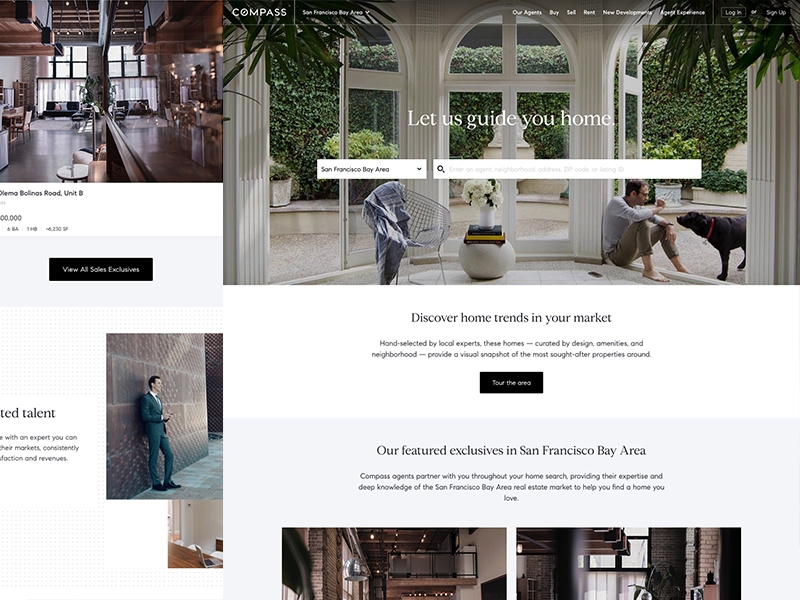 Olema Bolinas Road, Unit B
00,000
6 BA
1 HB
~6,230 SF
View All Sales Exclusives
ted talent
e with an expert you can
their markets, consistently
sfaction and revenues.
COMPASS
San Francisco Bay Area
Our Agents Buy Sell Rent New Developments Agent Experience
Log In or Sign Up
Let us guide you home.
San Francisco Bay Area
Enter an agent, neighborhood, address, ZIP code, or listing ID
Discover home trends in your market
Hand-selected by local experts, these homes — curated by design, amenities, and
neighborhood — provide a visual snapshot of the most sought-after properties around.
Tour the area
Our featured exclusives in San Francisco Bay Area
Compass agents partner with you throughout your home search, providing their expertise and
deep knowledge of the San Francisco Bay Area real estate market to help you find a home you
love.